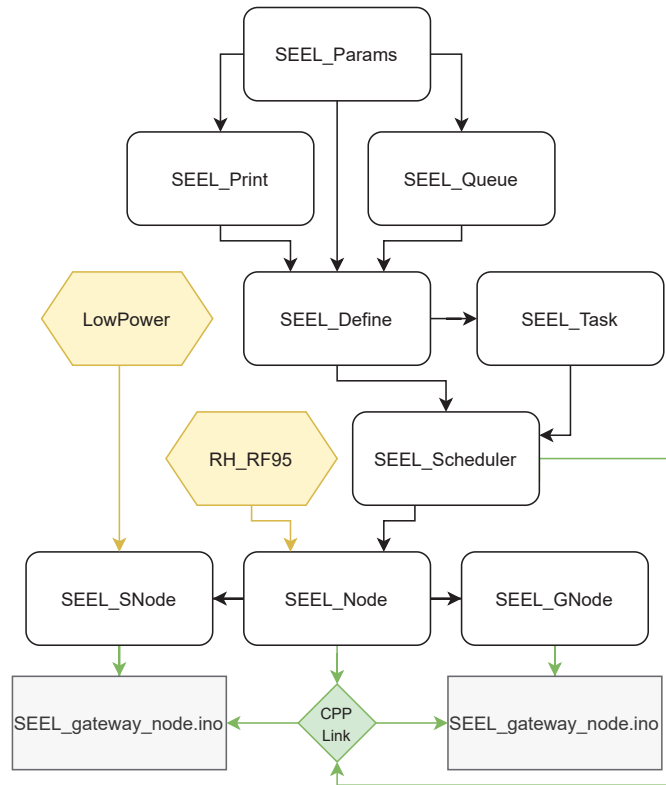 SEEL_Params
SEEL_Print
SEEL_Queue
LowPower
SEEL_Define
SEEL_Task
RH_RF95
SEEL_Scheduler
SEEL_SNode
SEEL_Node
SEEL_GNode
SEEL_gateway_node.ino
CPP
Link
SEEL_gateway_node.ino